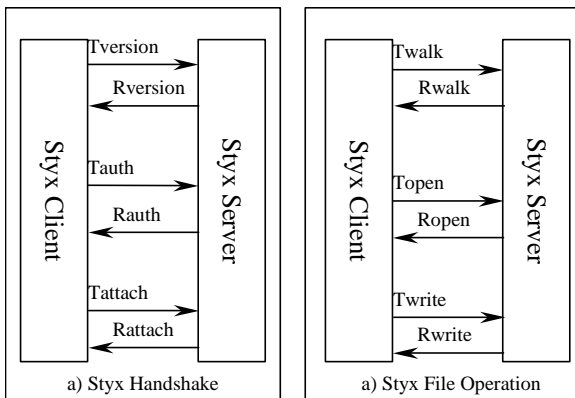 Styx Client
Tversion
Rversion
Tauth
Rauth
Tattach
Rattach
Styx Server
a) Styx Handshake
Styx Client
Twalk
Rwalk
Topen
Ropen
Twrite
Rwrite
Styx Server
a) Styx File Operation